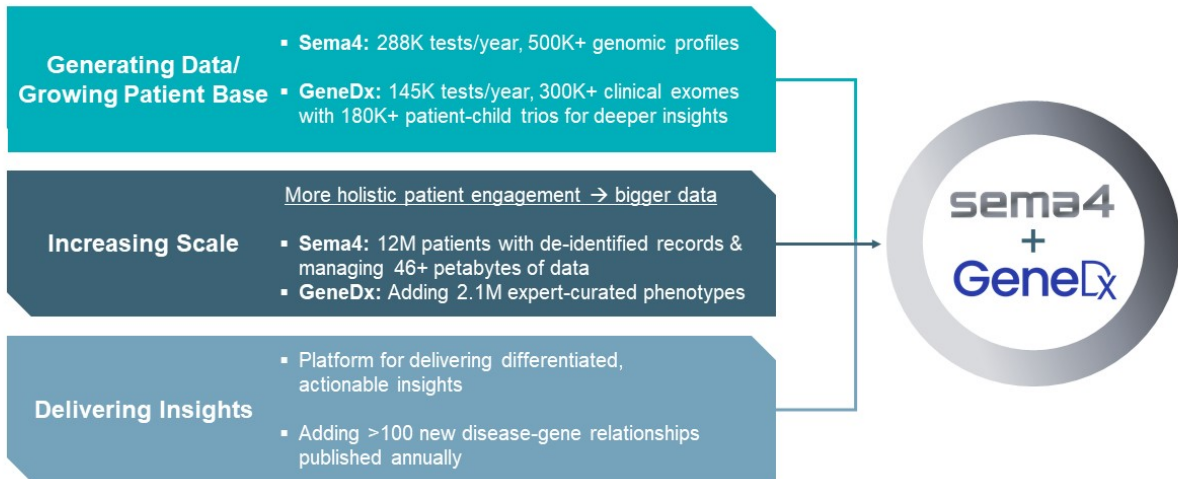 Generating Data/
Growing Patient Base
▪ Sema4: 288K tests/year, 500K+ genomic profiles
▪ GeneDx: 145K tests/year, 300K+ clinical exomes
with 180K+ patient-child trios for deeper insights
Increasing Scale
More holistic patient engagement → bigger data
▪ Sema4: 12M patients with de-identified records &
managing 46+ petabytes of data
▪ GeneDx: Adding 2.1M expert-curated phenotypes
Delivering Insights
▪ Platform for delivering differentiated,
actionable insights
▪ Adding >100 new disease-gene relationships
published annually
sema4
+
GeneDx